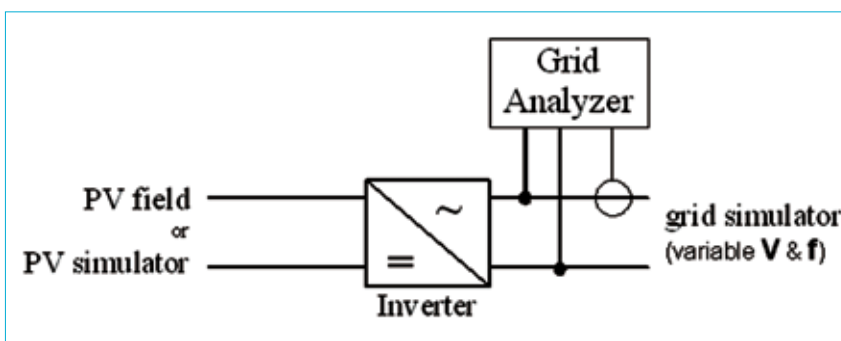 Grid
Analyzer
PV field
or
PV simulator
~
=
Inverter
grid simulator
(variable V & f)